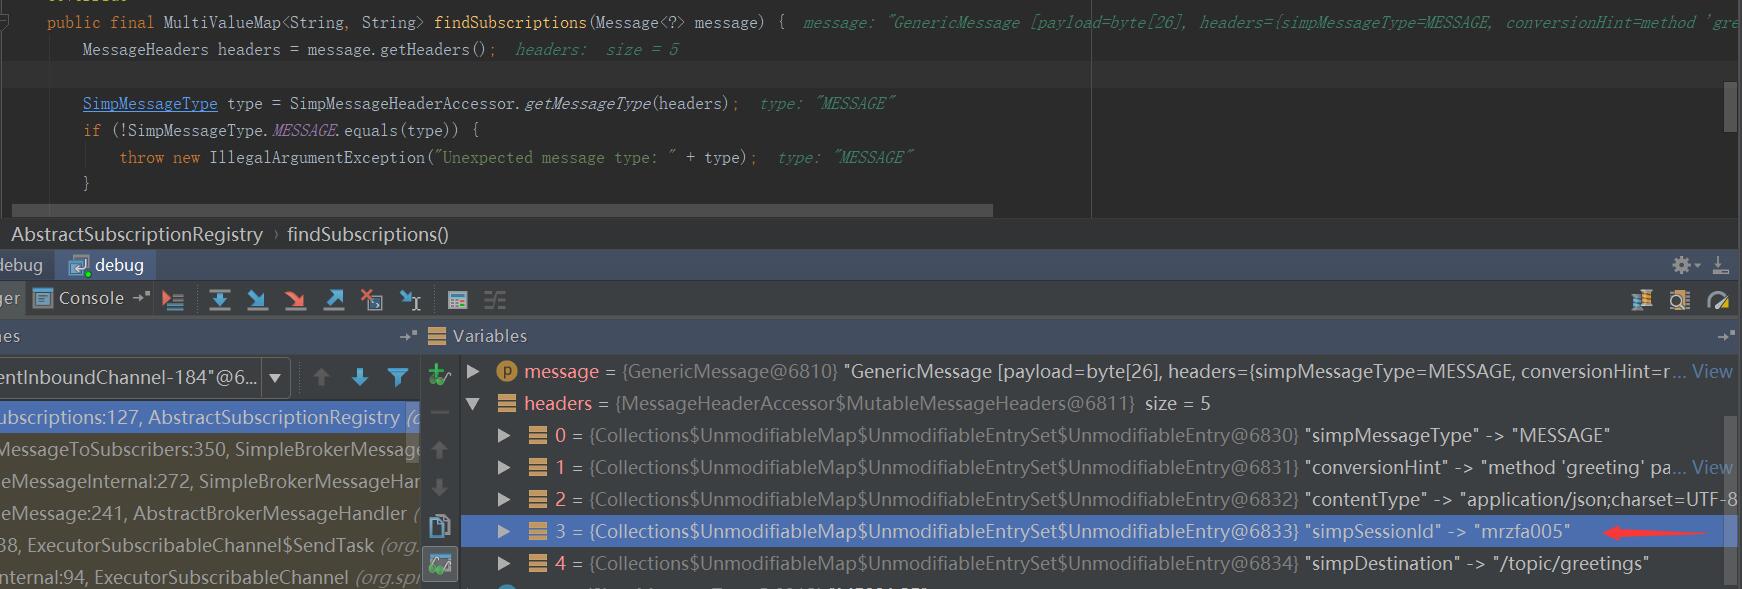 public final MultiValueMap<String, String> findSubscriptions(Message<?> message) {  message: "GenericMessage [payload=byte[26], headers={simpMessageType=MESSAGE, conversionHint=method 'gre
MessageHeaders headers = message.getHeaders();  headers:  size = 5
SimpMessageType type = SimpMessageHeaderAccessor.getMessageType(headers);  type: "MESSAGE"
if (!SimpMessageType.MESSAGE.equals(type)) {
throw new IllegalArgumentException("Unexpected message type: " + type);  type: "MESSAGE"
}
AbstractSubscriptionRegistry › findSubscriptions()
debug debug
ger Console
nes Variables
entInboundChannel-184"@6...
message = {GenericMessage@6810} "GenericMessage [payload=byte[26], headers={simpMessageType=MESSAGE, conversionHint=r... View
ubscriptions:127, AbstractSubscriptionRegistry (o
headers = {MessageHeaderAccessor$MutableMessageHeaders@6811}  size = 5
MessageToSubscribers:350, SimpleBrokerMessage
0 = {Collections$UnmodifiableMap$UnmodifiableEntrySet$UnmodifiableEntry@6830} "simpMessageType" -> "MESSAGE"
eMessageInternal:272, SimpleBrokerMessageHar
1 = {Collections$UnmodifiableMap$UnmodifiableEntrySet$UnmodifiableEntry@6831} "conversionHint" -> "method 'greeting' pa... View
eMessage:241, AbstractBrokerMessageHandler (
2 = {Collections$UnmodifiableMap$UnmodifiableEntrySet$UnmodifiableEntry@6832} "contentType" -> "application/json;charset=UTF-8
38, ExecutorSubscribableChannel$SendTask (org.
3 = {Collections$UnmodifiableMap$UnmodifiableEntrySet$UnmodifiableEntry@6833} "simpSessionId" -> "mrzfa005"
nternal:94, ExecutorSubscribableChannel (org.spr
4 = {Collections$UnmodifiableMap$UnmodifiableEntrySet$UnmodifiableEntry@6834} "simpDestination" -> "/topic/greetings"